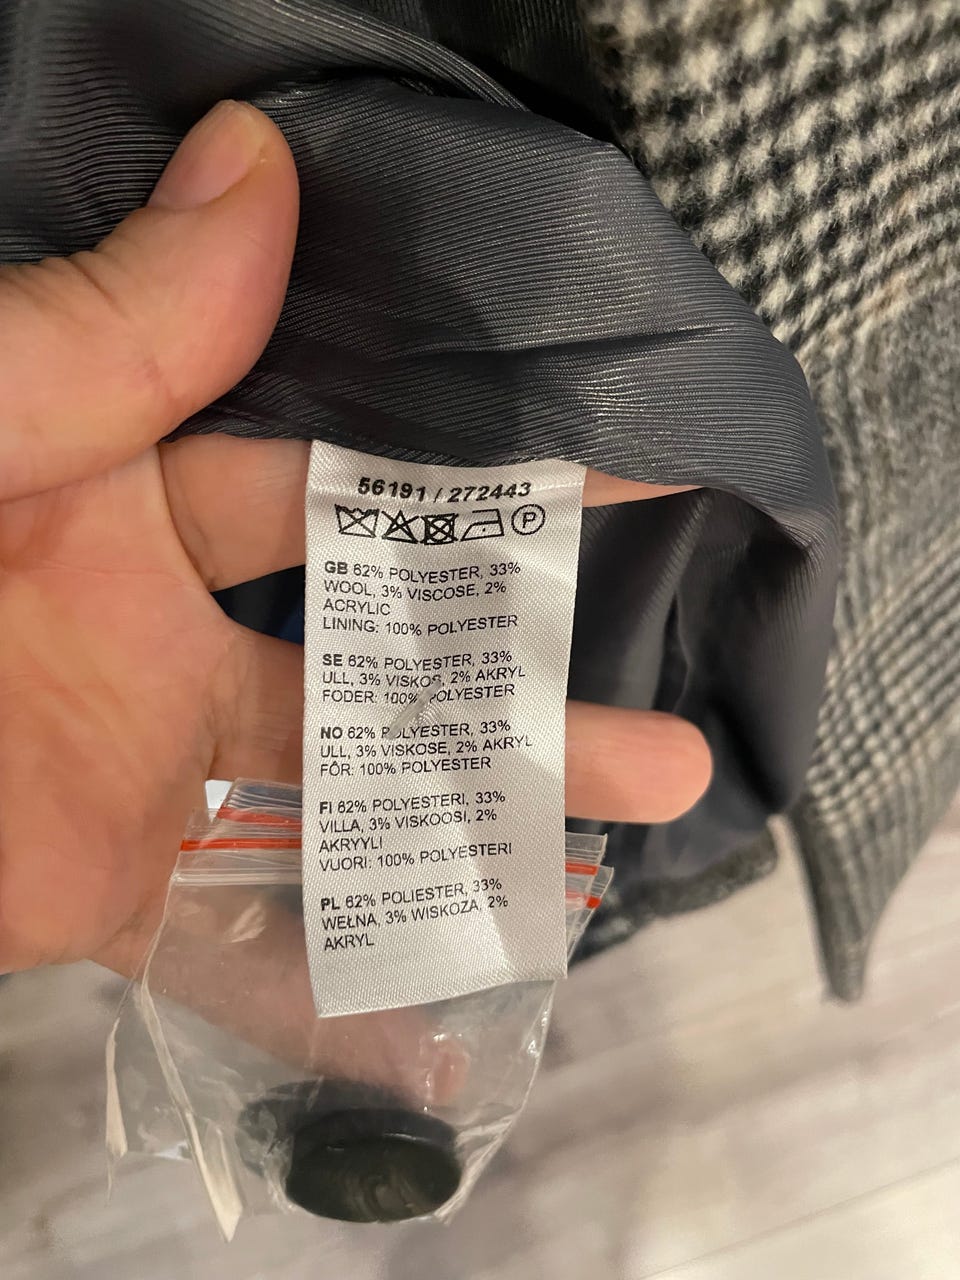 56191 / 272443
P
GB 62% POLYESTER, 33%
WOOL, 3% VISCOSE, 2%
ACRYLIC
LINING: 100% POLYESTER
SE 62% POLYESTER, 33%
ULL, 3% VISKOS, 2% AKRYL
FODER: 100% POLYESTER
NO 62% POLYESTER, 33%
ULL, 3% VISKOSE, 2% AKRYL
FÔR: 100% POLYESTER
FI 62% POLYESTERI, 33%
VILLA, 3% VISKOOSI, 2%
AKRYYLI
VUORI: 100% POLYESTERI
PL 62% POLIESTER, 33%
WEŁNA, 3% WISKOZA, 2%
AKRYL